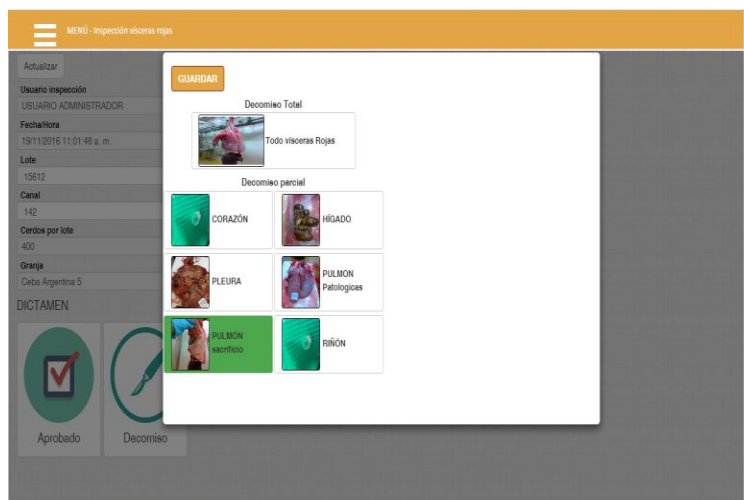 MENÚ - Inspección vísceras rojas
Actualizar
Usuario inspección
USUARIO ADMINISTRADOR
Fecha/Hora
19/11/2016 11:01:48 a. m.
Lote
15612
Canal
142
Cerdos por lote
400
Granja
Ceba Argentina 5
DICTAMEN
Aprobado
Decomiso
GUARDAR
Decomiso Total
Todo vísceras Rojas
Decomiso parcial
CORAZÓN
HÍGADO
PLEURA
PULMON
Patologicas
PULMÓN
sacrificio
RIÑÓN